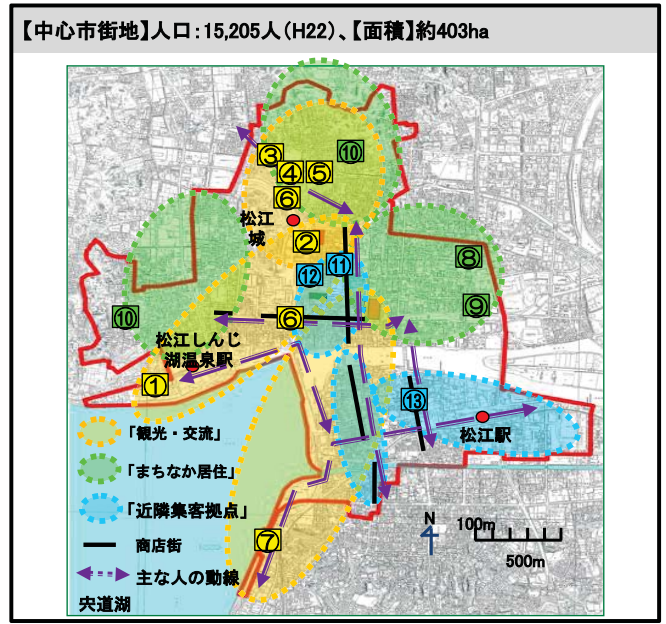 【中心市街地】人口：15,205人（H22）、【面積】約403ha
③
⑩
④
⑤
⑥
松江
城
②
⑪
⑫
⑧
⑨
⑩
⑥
松江しんじ
湖温泉駅
①
⑬
松江駅
「観光・交流」
「まちなか居住」
「近隣集客拠点」
商店街
主な人の動線
宍道湖
⑦
N
100m
500m